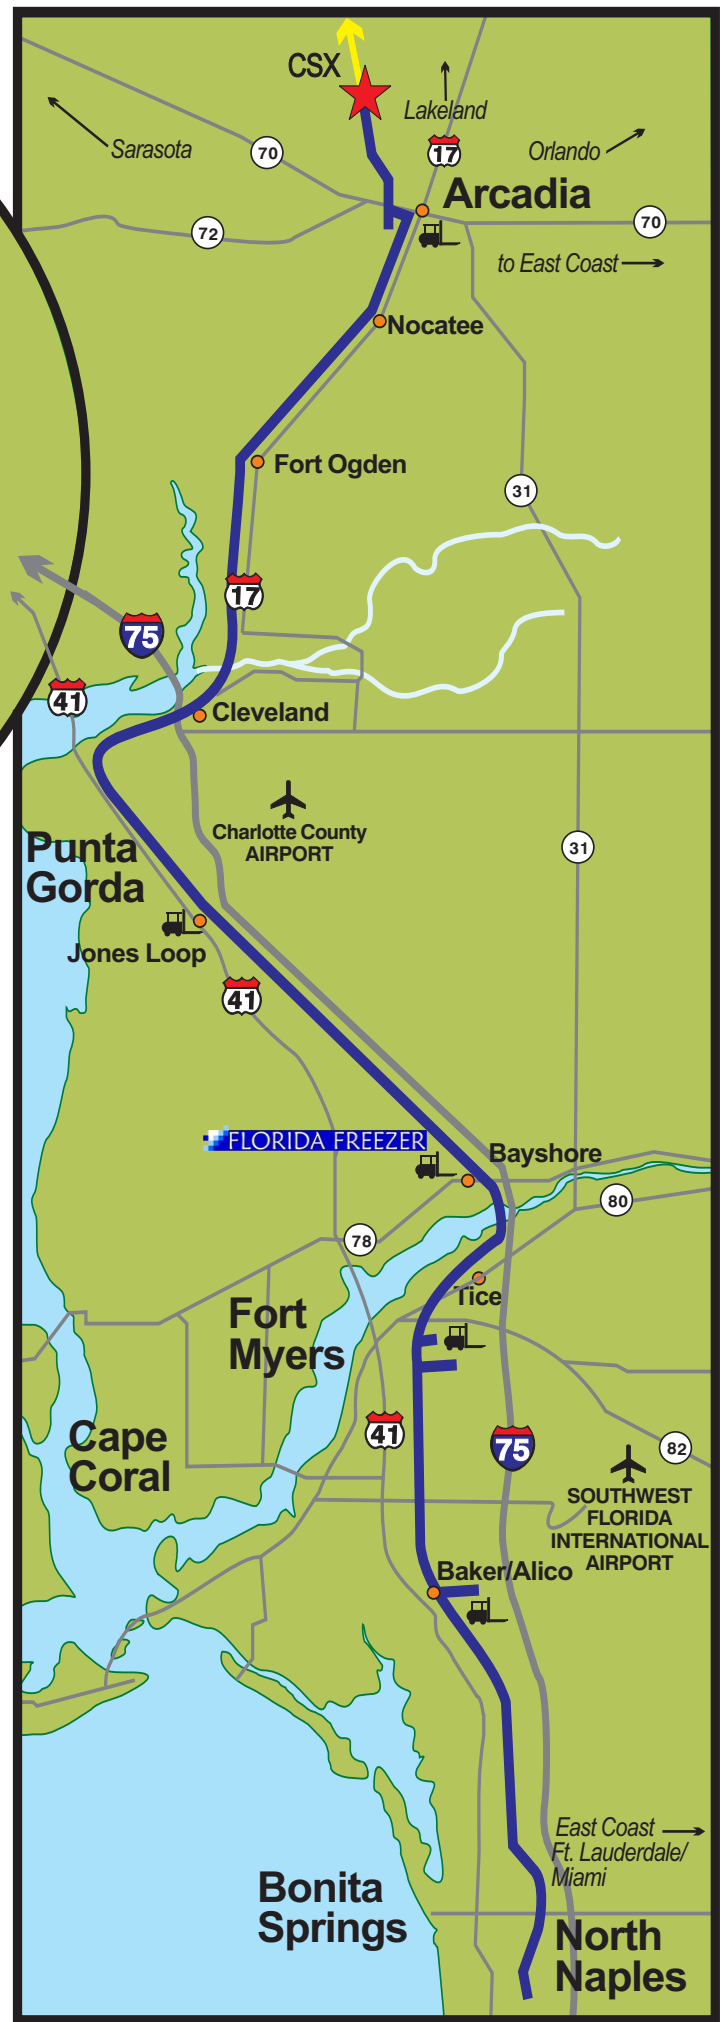 CSX
Lakeland
Sarasota
70
17
Orlando
Arcadia
72
70
to East Coast
Nocatee
Fort Ogden
31
17
75
41
Cleveland
Charlotte County
AIRPORT
Punta
Gorda
31
Jones Loop
41
FLORIDA FREEZER
Bayshore
80
78
Tice
Fort
Myers
41
75
82
Cape
Coral
SOUTHWEST
FLORIDA
INTERNATIONAL
AIRPORT
Baker/Alico
East Coast
Ft. Lauderdale/
Miami
Bonita
Springs
North
Naples